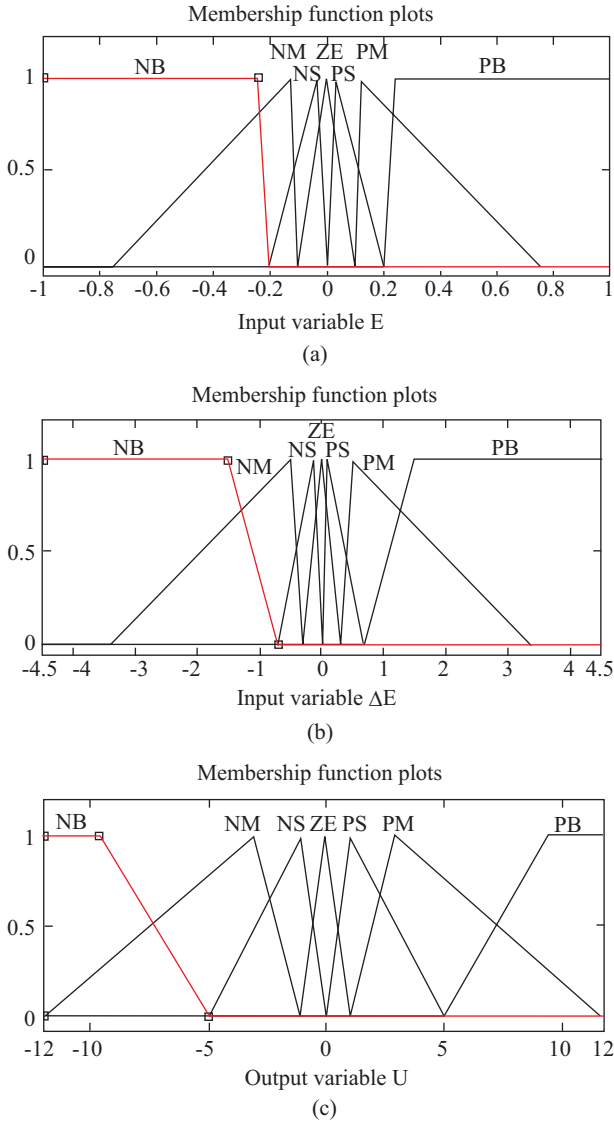 Membership function plots
NM ZE PM
NB NS PS PB
1
0.5
0
-1 -0.8 -0.6 -0.4 -0.2 0 0.2 0.4 0.6 0.8 1
Input variable E
(a)
Membership function plots
ZE
NB NM NS PS PM PB
1
0.5
0
-4.5 -4 -3 -2 -1 0 1 2 3 4 4.5
Input variable ΔE
(b)
Membership function plots
NB NM NS ZE PS PM PB
1
0.5
0
-12 -10 -5 0 5 10 12
Output variable U
(c)